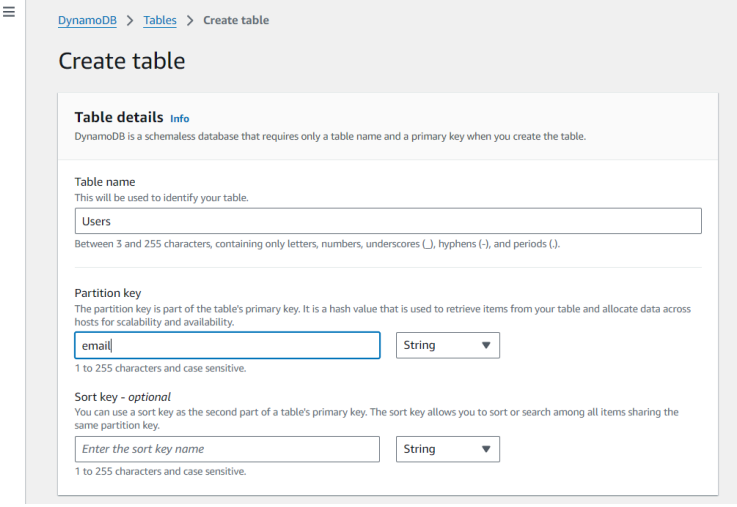 DynamoDB > Tables > Create table
Create table
Table details Info
DynamoDB is a schemaless database that requires only a table name and a primary key when you create the table.
Table name
This will be used to identify your table.
Users
Between 3 and 255 characters, containing only letters, numbers, underscores (_), hyphens (-), and periods (.).
Partition key
The partition key is part of the table's primary key. It is a hash value that is used to retrieve items from your table and allocate data across
hosts for scalability and availability.
email String
1 to 255 characters and case sensitive.
Sort key - optional
You can use a sort key as the second part of a table's primary key. The sort key allows you to sort or search among all items sharing the
same partition key.
Enter the sort key name String
1 to 255 characters and case sensitive.